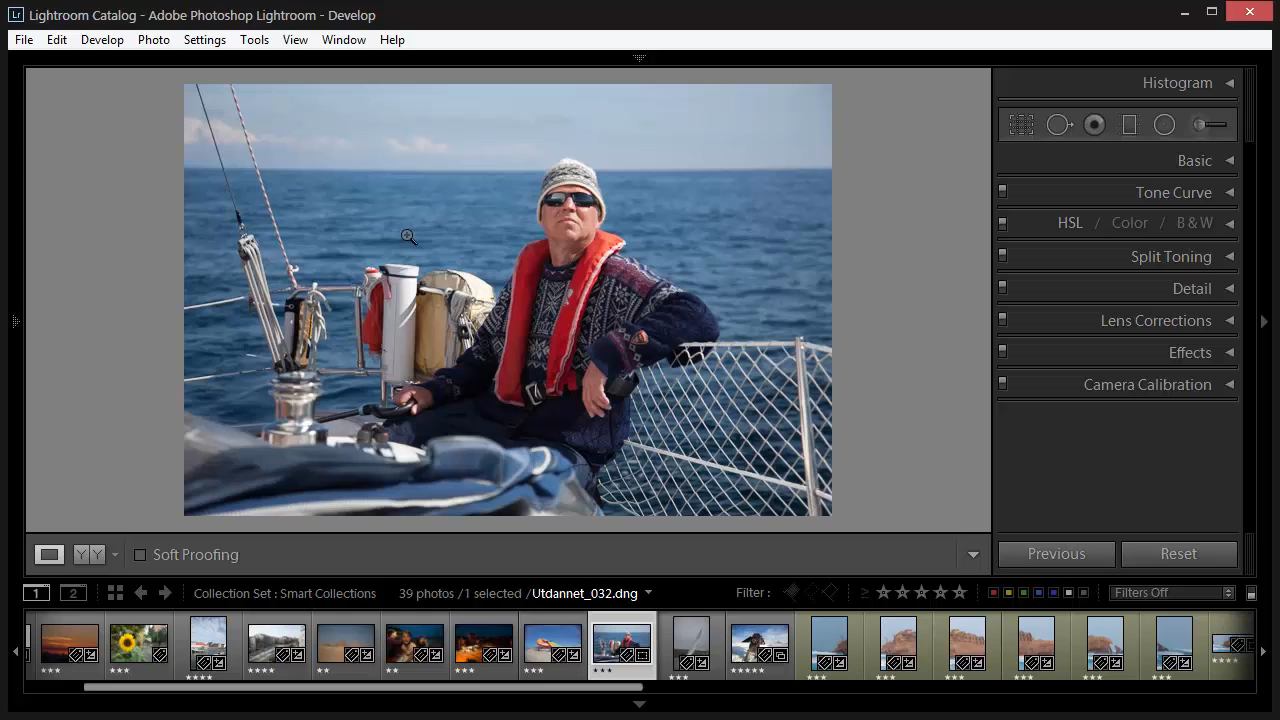 Lr Lightroom Catalog - Adobe Photoshop Lightroom - Develop
File Edit Develop Photo Settings Tools View Window Help
Histogram
Basic
Tone Curve
HSL / Color / B & W
Split Toning
Detail
Lens Corrections
Effects
Camera Calibration
Y Y Soft Proofing
Previous Reset
1 2 Collection Set : Smart Collections 39 photos / 1 selected / Utdannet_032.dng Filter : Filters Off